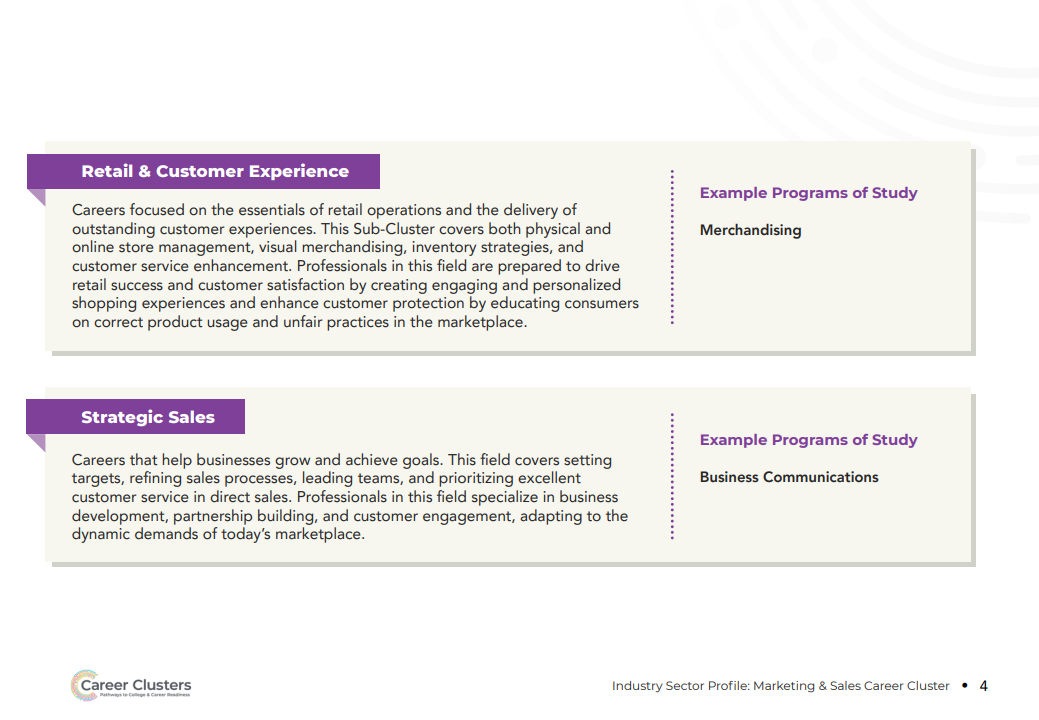 Retail & Customer Experience
Careers focused on the essentials of retail operations and the delivery of
outstanding customer experiences. This Sub-Cluster covers both physical and
online store management, visual merchandising, inventory strategies, and
customer service enhancement. Professionals in this field are prepared to drive
retail success and customer satisfaction by creating engaging and personalized
shopping experiences and enhance customer protection by educating consumers
on correct product usage and unfair practices in the marketplace.
Example Programs of Study
Merchandising
Strategic Sales
Careers that help businesses grow and achieve goals. This field covers setting
targets, refining sales processes, leading teams, and prioritizing excellent
customer service in direct sales. Professionals in this field specialize in business
development, partnership building, and customer engagement, adapting to the
dynamic demands of today's marketplace.
Example Programs of Study
Business Communications
Career Clusters
Pathways to College & Career Readiness
Industry Sector Profile: Marketing & Sales Career Cluster • 4